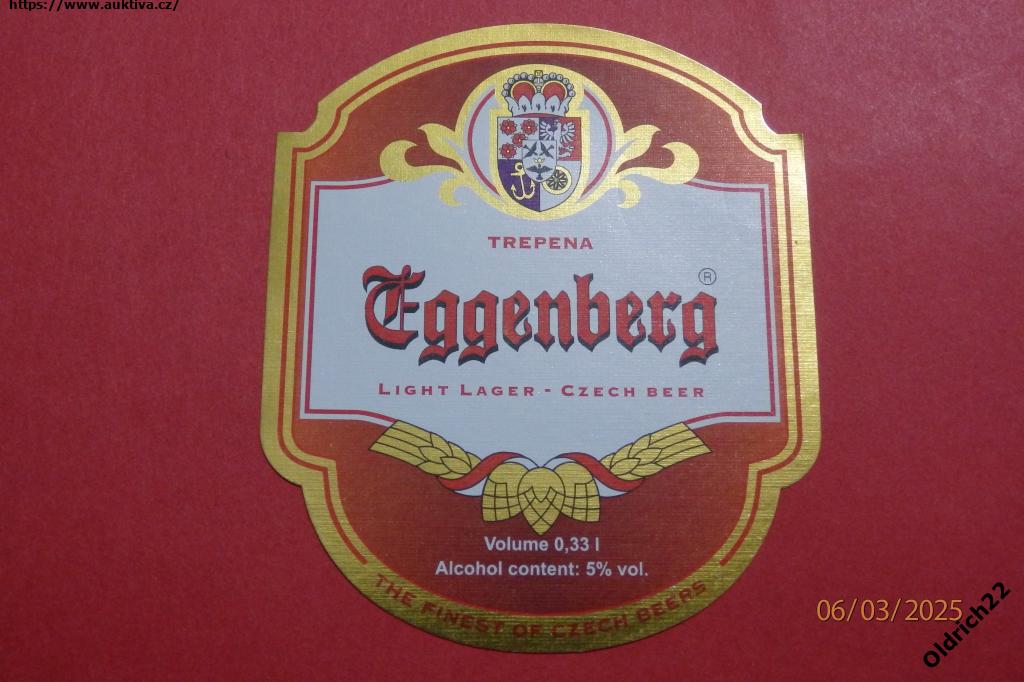 https://www.auktiva.cz/
TREPENA
Eggenberg ®
LIGHT LAGER - CZECH BEER
Volume 0,33 l
Alcohol content: 5% vol.
THE FINEST OF CZECH BEERS
06/03/2025
Oldrich22